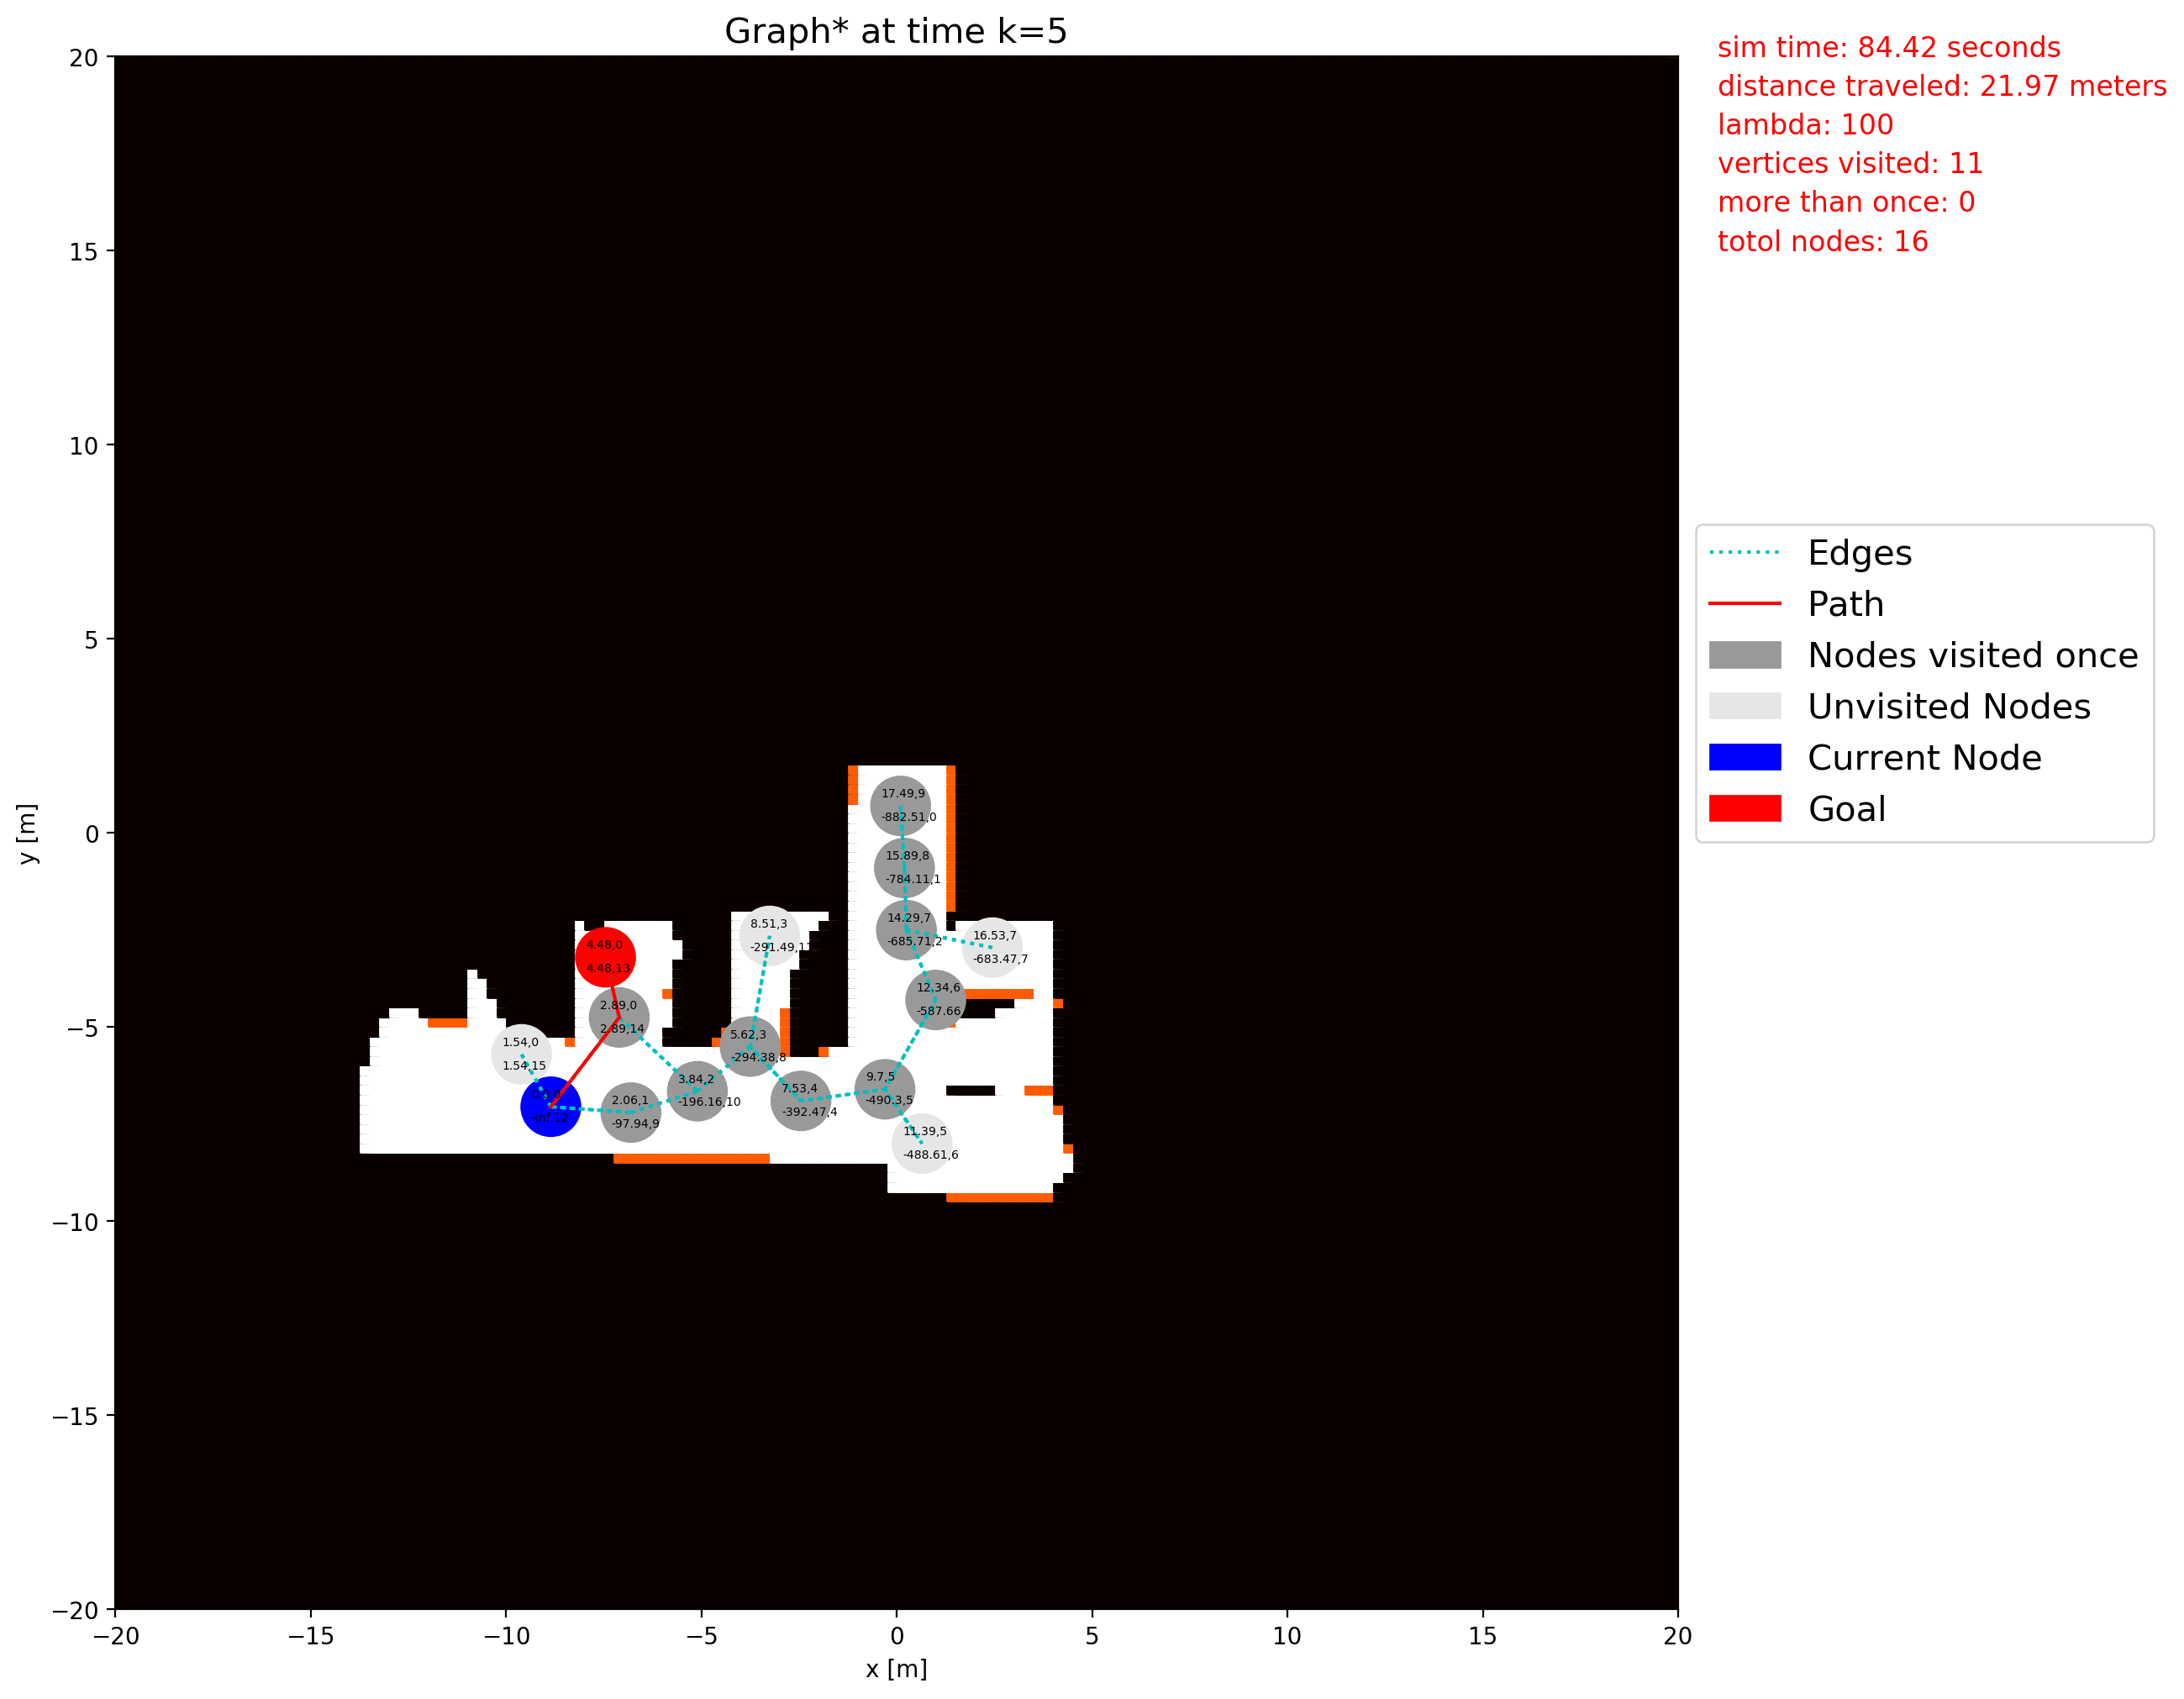 Graph* at time k=5
sim time: 84.42 seconds
distance traveled: 21.97 meters
lambda: 100
vertices visited: 11
more than once: 0
totol nodes: 16
20
15
10
5
0
−5
−10
−15
−20
y [m]
−20
−15
−10
−5
0
5
10
15
20
x [m]
Edges
Path
Nodes visited once
Unvisited Nodes
Current Node
Goal
17.49,9
-882.51,0
15.89,8
-784.11,1
14.29,7
-685.71,2
16.53,7
-683.47,7
8.51,3
4.48,0
4.48,13
12.34,6
-587.66
2.89,0
2.89,14
5.62,3
-294.38,8
1.54,0
1.54,15
3.84,2
-196.16,10
9.7,5
-490.3,5
7.53,4
-392.47,4
2.06,1
-97.94,9
-inf,12
11.39,5
-488.61,6